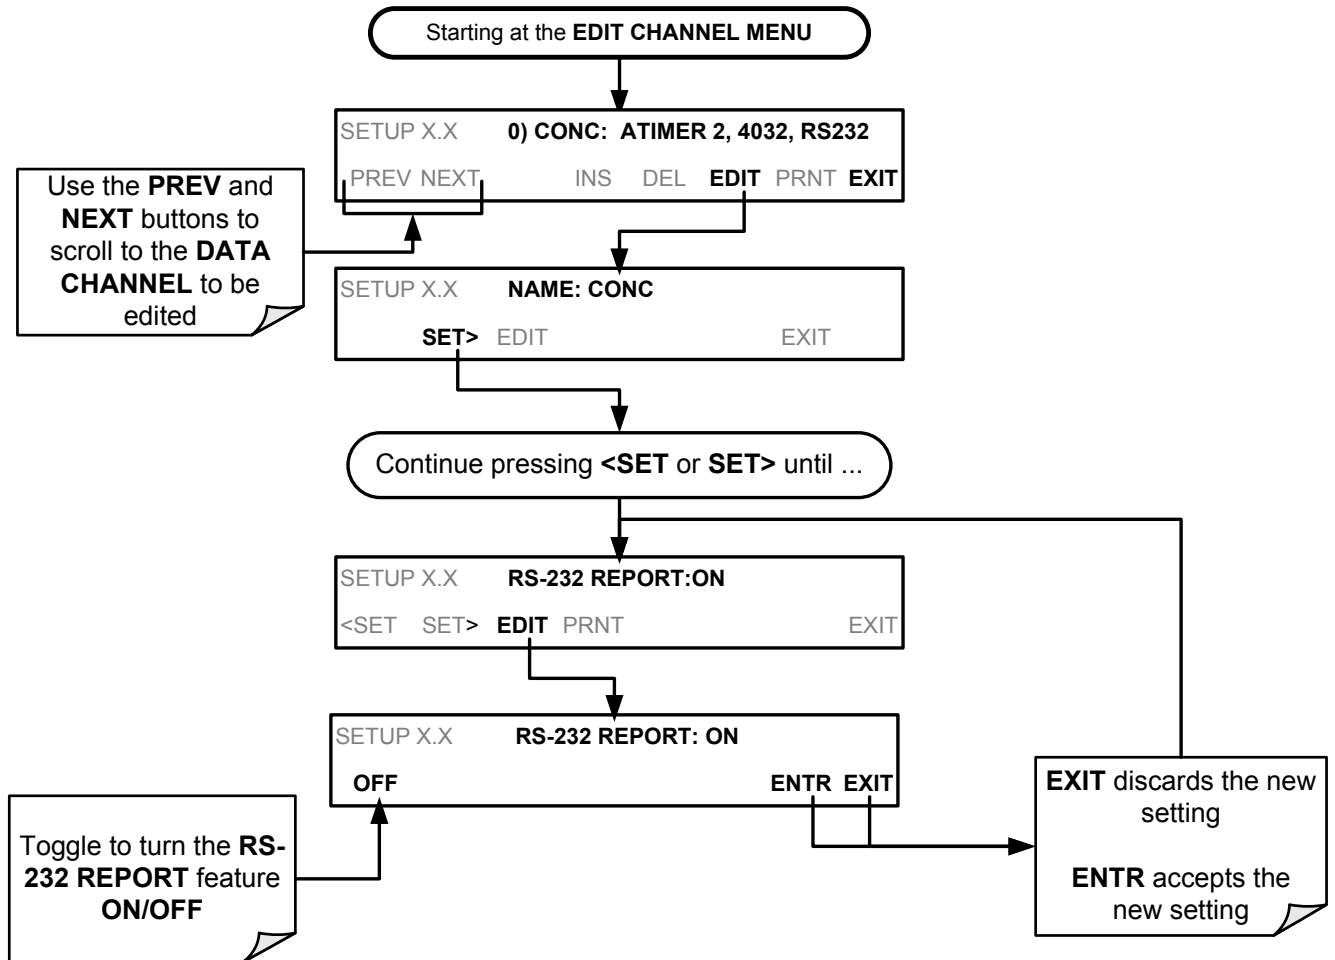 Starting at the EDIT CHANNEL MENU
SETUP X.X 0) CONC: ATIMER 2, 4032, RS232
PREV NEXT INS DEL EDIT PRNT EXIT
Use the PREV and
NEXT buttons to
scroll to the DATA
CHANNEL to be
edited
SETUP X.X NAME: CONC
SET> EDIT EXIT
Continue pressing <SET or SET> until ...
SETUP X.X RS-232 REPORT:ON
<SET SET> EDIT PRNT EXIT
SETUP X.X RS-232 REPORT: ON
OFF ENTR EXIT
Toggle to turn the RS-
232 REPORT feature
ON/OFF
EXIT discards the new
setting
ENTR accepts the
new setting